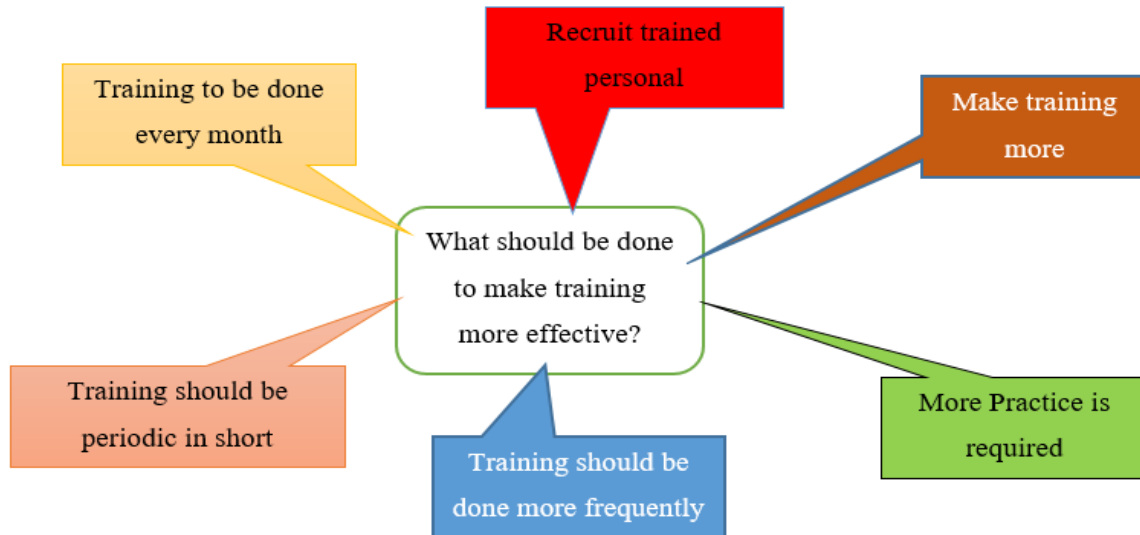 Recruit trained
personal
Training to be done
every month
Make training
more
What should be done
to make training
more effective?
Training should be
periodic in short
More Practice is
required
Training should be
done more frequently